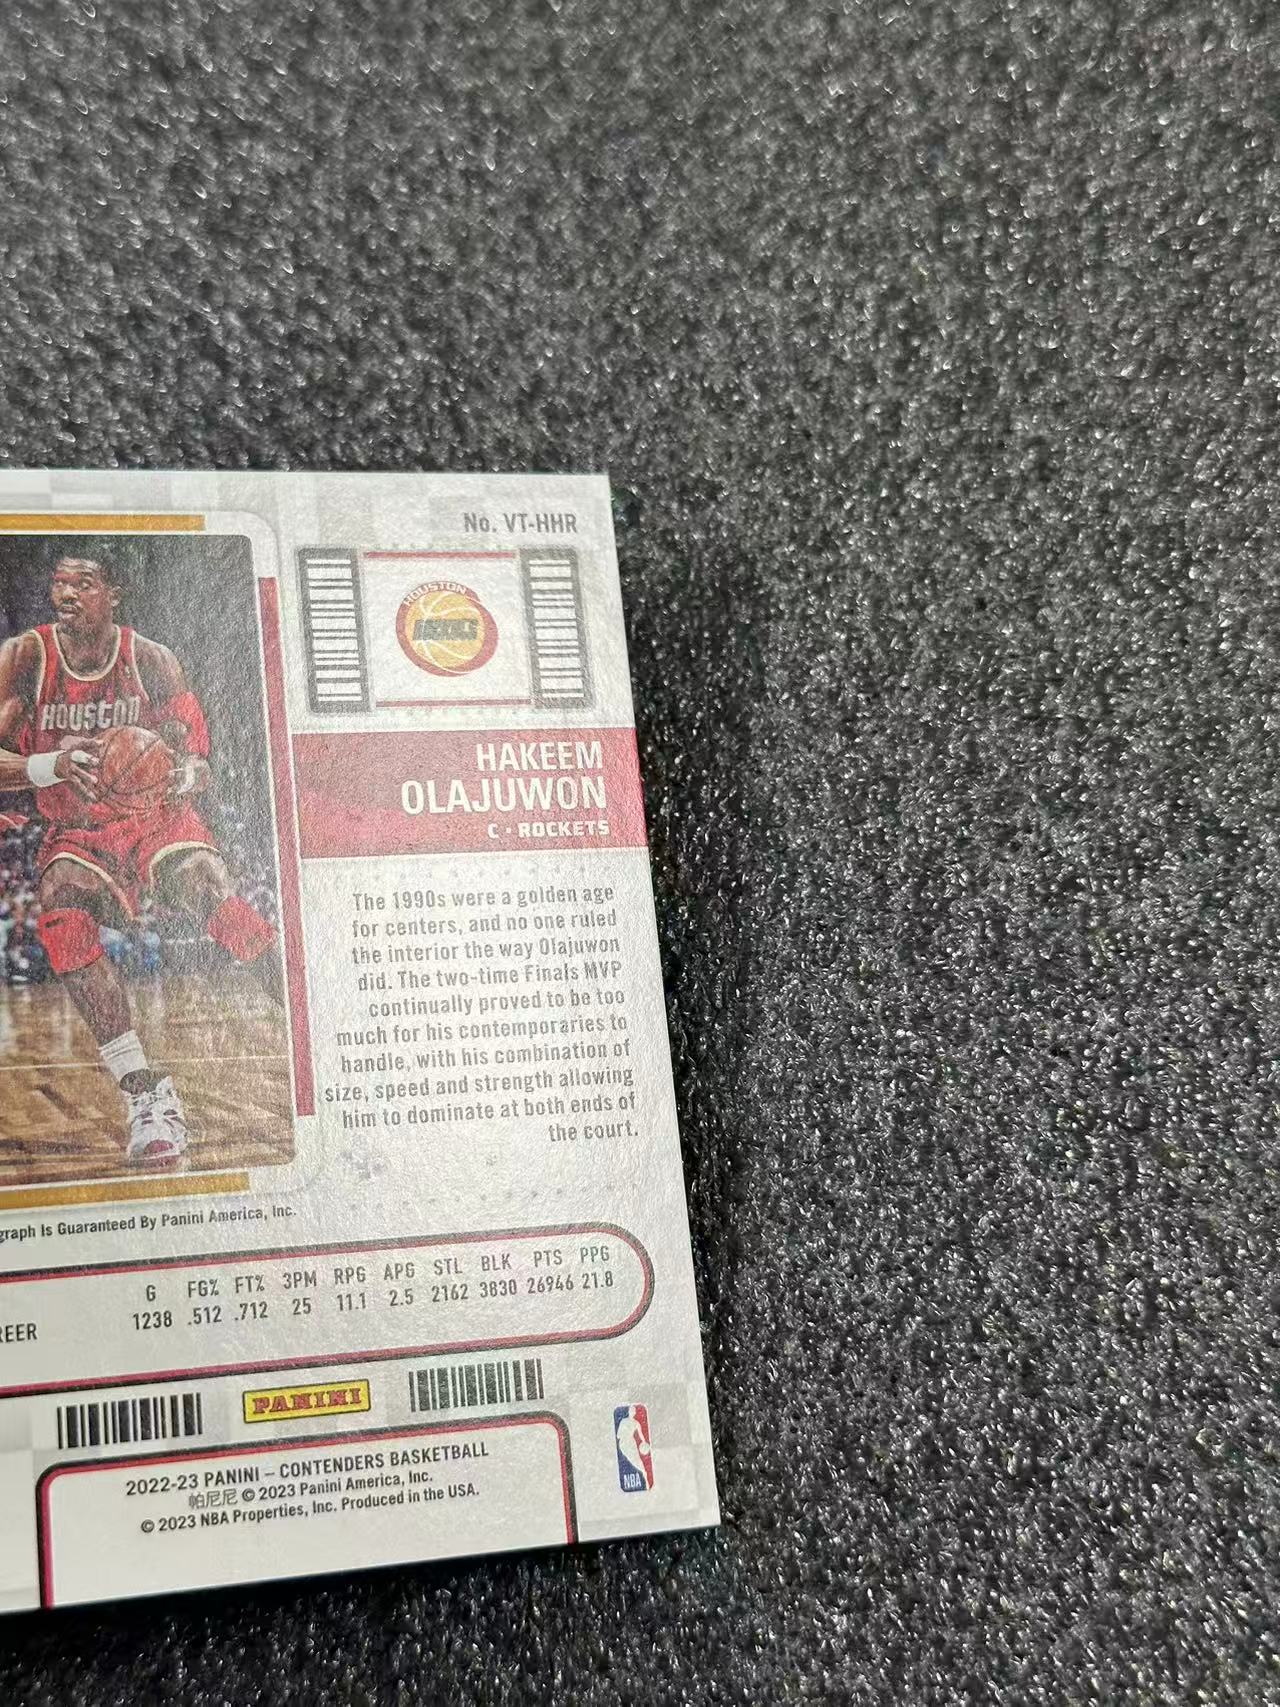 No. VT-HHR
HOUSTON
ROCKETS
HOUSTON
HAKEEM
OLAJUWON
C · ROCKETS
The 1990s were a golden age
for centers, and no one ruled
the interior the way Olajuwon
did. The two-time Finals MVP
continually proved to be too
much for his contemporaries to
handle, with his combination of
size, speed and strength allowing
him to dominate at both ends of
the court.
graph Is Guaranteed By Panini America, Inc.
G FG% FT% 3PM RPG APG STL BLK PTS PPG
REER 1238 .512 .712 25 11.1 2.5 2162 3830 26946 21.8
PANINI
2022-23 PANINI – CONTENDERS BASKETBALL
帕尼尼 © 2023 Panini America, Inc.
© 2023 NBA Properties, Inc. Produced in the USA.
NBA